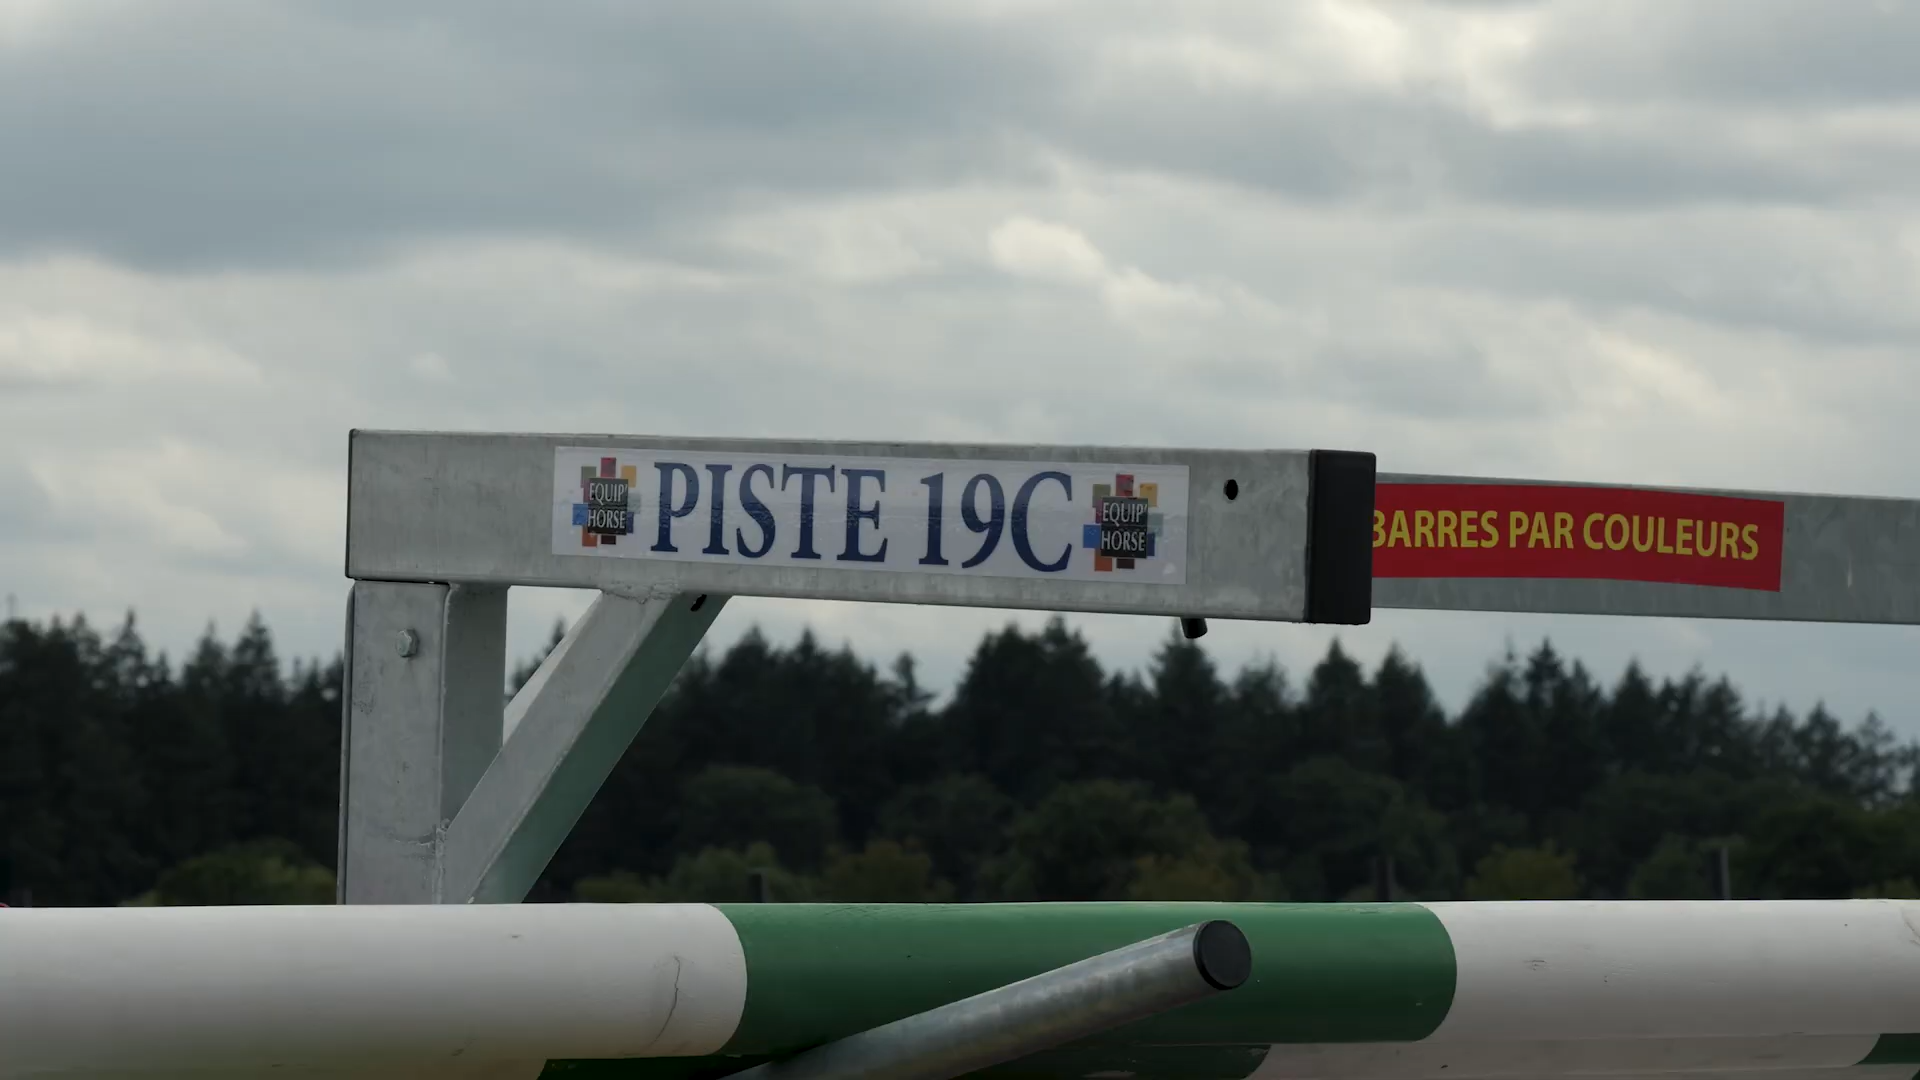 EQUIP'
HORSE
PISTE 19C
EQUIP'
HORSE
BARRES PAR COULEURS